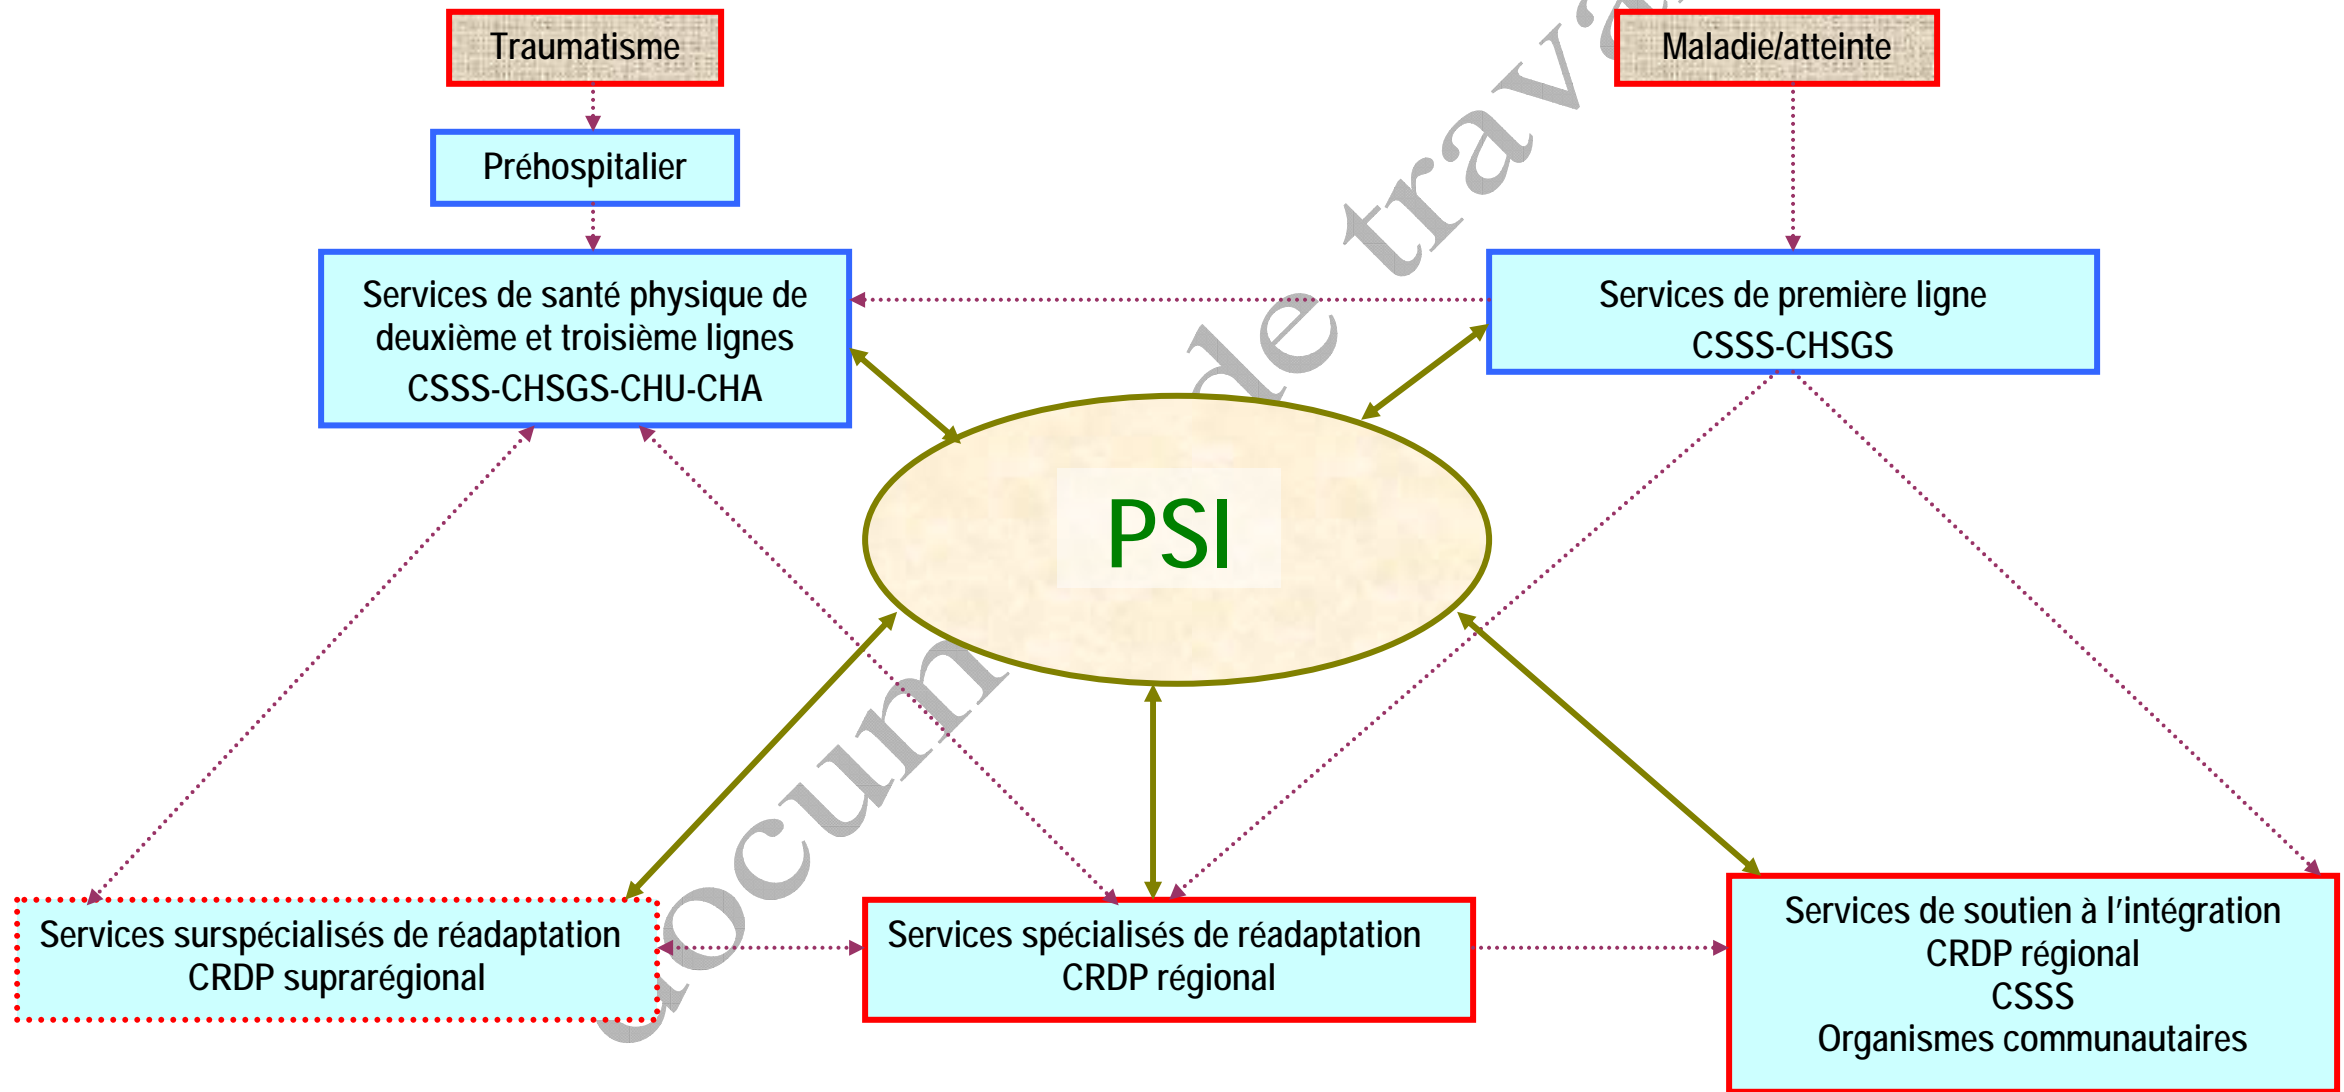 Traumatisme
Maladie/atteinte
Préhospitalier
Services de santé physique de
deuxième et troisième lignes
CSSS-CHSGS-CHU-CHA
Services de première ligne
CSSS-CHSGS
PSI
Services surspécialisés de réadaptation
CRDP suprarégional
Services spécialisés de réadaptation
CRDP régional
Services de soutien à l’intégration
CRDP régional
CSSS
Organismes communautaires
de